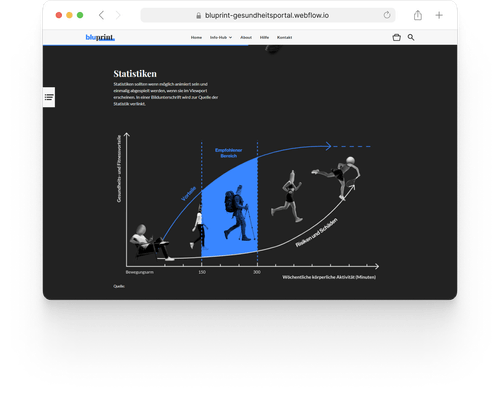 bluprint-gesundheitsportal.webflow.io
bluprint
Home Info-Hub About Hilfe Kontakt
Statistiken
Statistiken sollten wenn möglich animiert sein und
einmalig abgespielt werden, wenn sie im Viewport
erscheinen. In einer Bildunterschrift wird zur Quelle der
Statistik verlinkt.
Gesundheits- und Fitnessvorteile
Vorteile
Empfohlener
Bereich
Risiken und Schäden
Bewegungsarm
150
300
Wöchentliche körperliche Aktivität (Minuten)
Quelle: